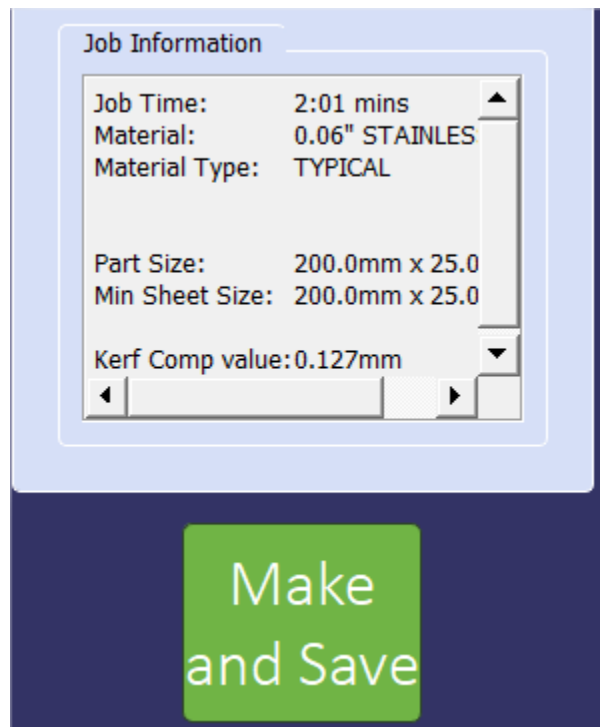 Job Information
Job Time: 2:01 mins
Material: 0.06" STAINLES
Material Type: TYPICAL
Part Size: 200.0mm x 25.0
Min Sheet Size: 200.0mm x 25.0
Kerf Comp value: 0.127mm
Make
and Save